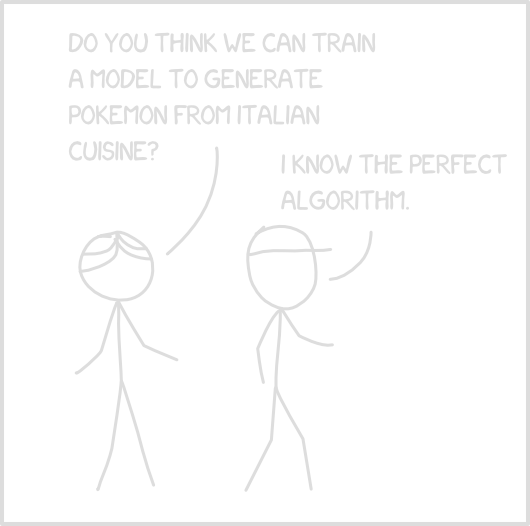 DO YOU THINK WE CAN TRAIN
A MODEL TO GENERATE
POKEMON FROM ITALIAN
CUISINE?
I KNOW THE PERFECT
ALGORITHM.